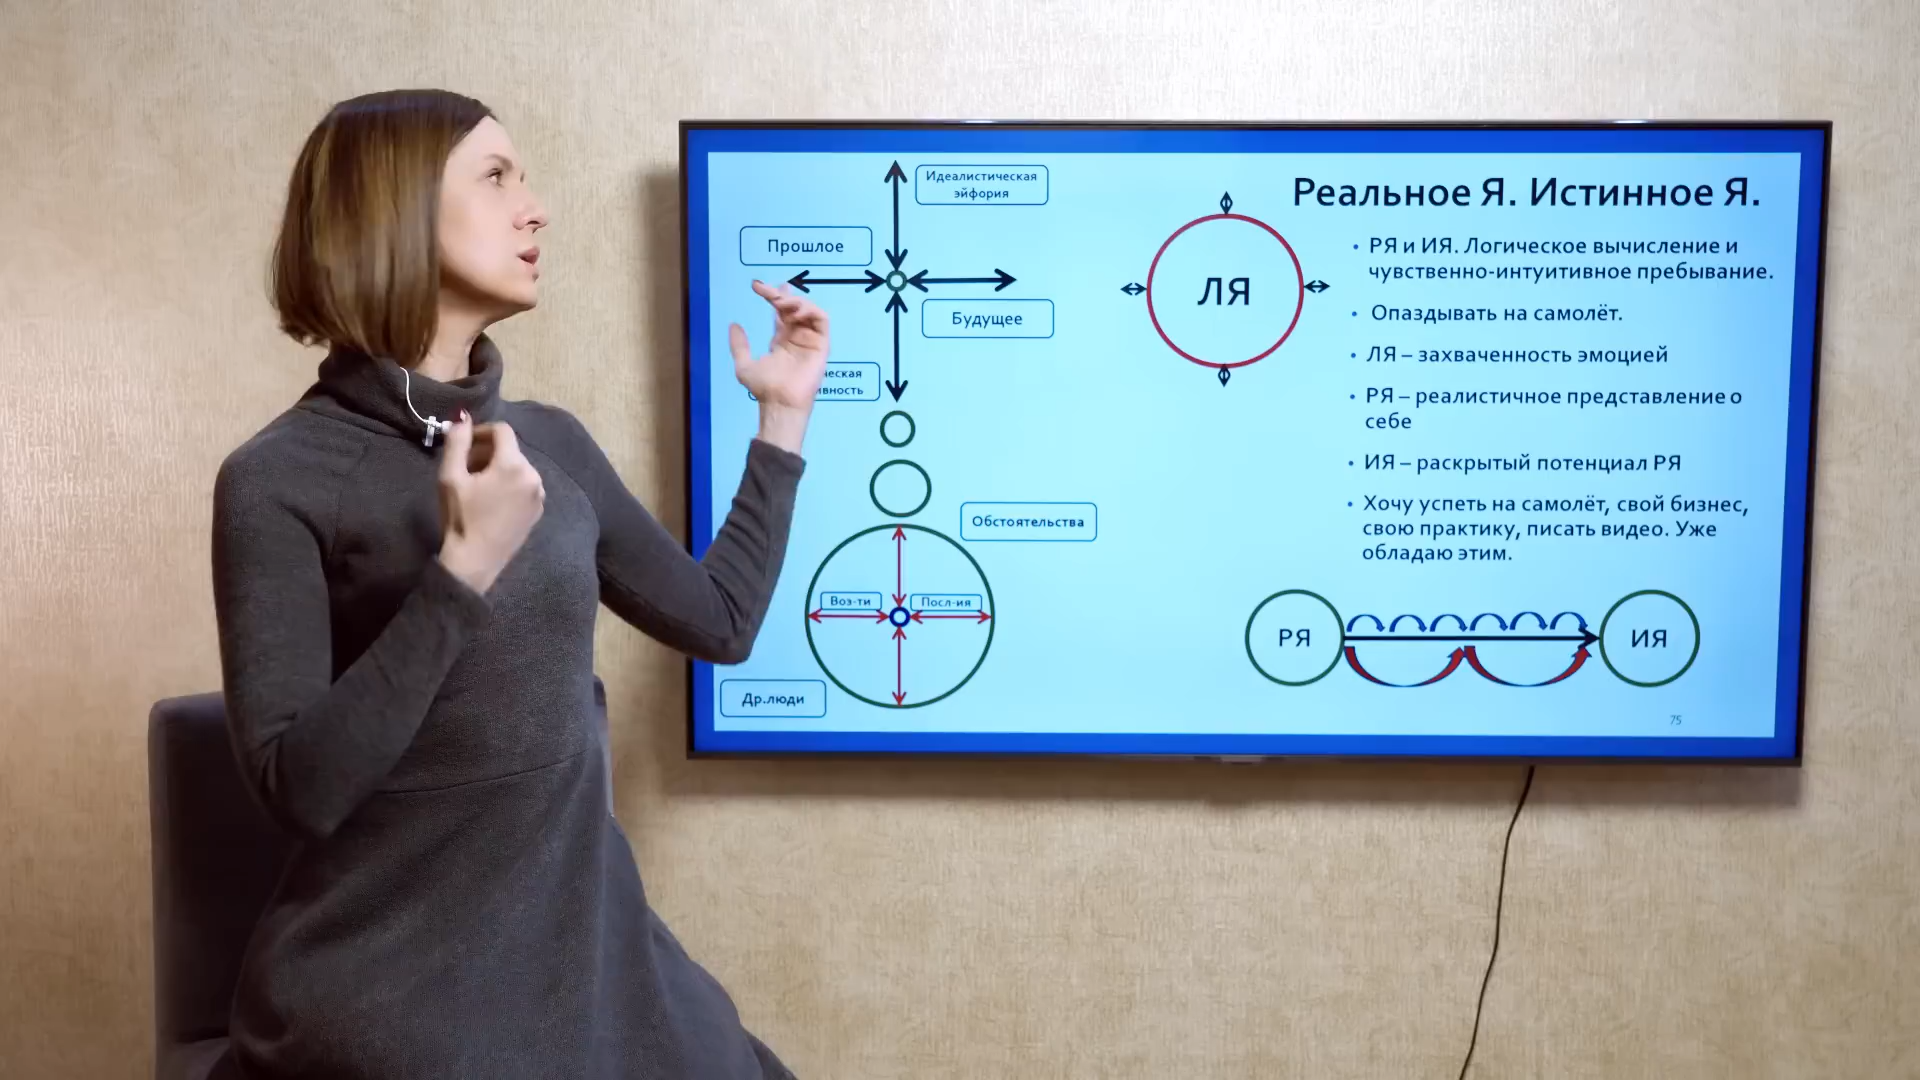 Реальное Я. Истинное Я.
Идеалистическая
эйфория
Прошлое
Будущее
Обстоятельства
Воз-ти
Посл-ия
Др.люди
ЛЯ
• РЯ и ИЯ. Логическое вычисление и
чувственно-интуитивное пребывание.
• Опаздывать на самолёт.
• ЛЯ – захваченность эмоцией
• РЯ – реалистичное представление о
себе
• ИЯ – раскрытый потенциал РЯ
• Хочу успеть на самолёт, свой бизнес,
свою практику, писать видео. Уже
обладаю этим.
РЯ
ИЯ
75